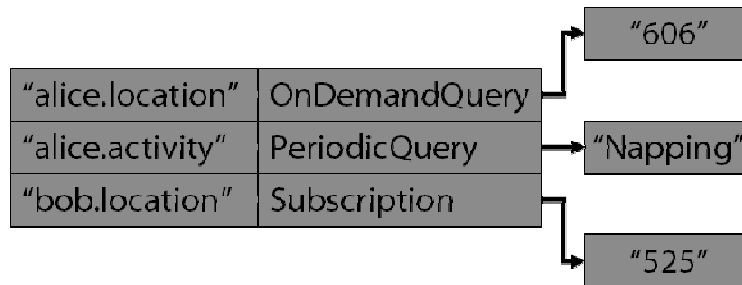 “606”
“alice.location” OnDemandQuery
“alice.activity” PeriodicQuery “Napping”
“bob.location” Subscription
“525”